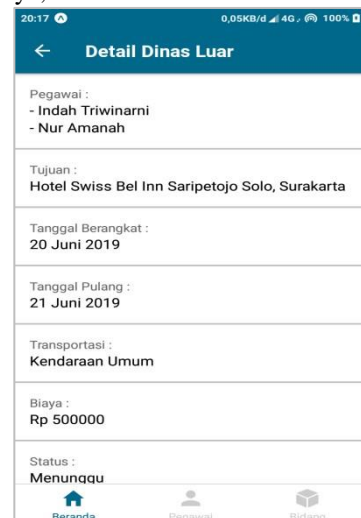 20:17 0,05KB/d 4G 100%
Detail Dinas Luar
Pegawai :
- Indah Triwinarni
- Nur Amanah
Tujuan :
Hotel Swiss Bel Inn Saripetojo Solo, Surakarta
Tanggal Berangkat :
20 Juni 2019
Tanggal Pulang :
21 Juni 2019
Transportasi :
Kendaraan Umum
Biaya :
Rp 500000
Status :
Menunggu
Beranda Pegawai Bidang